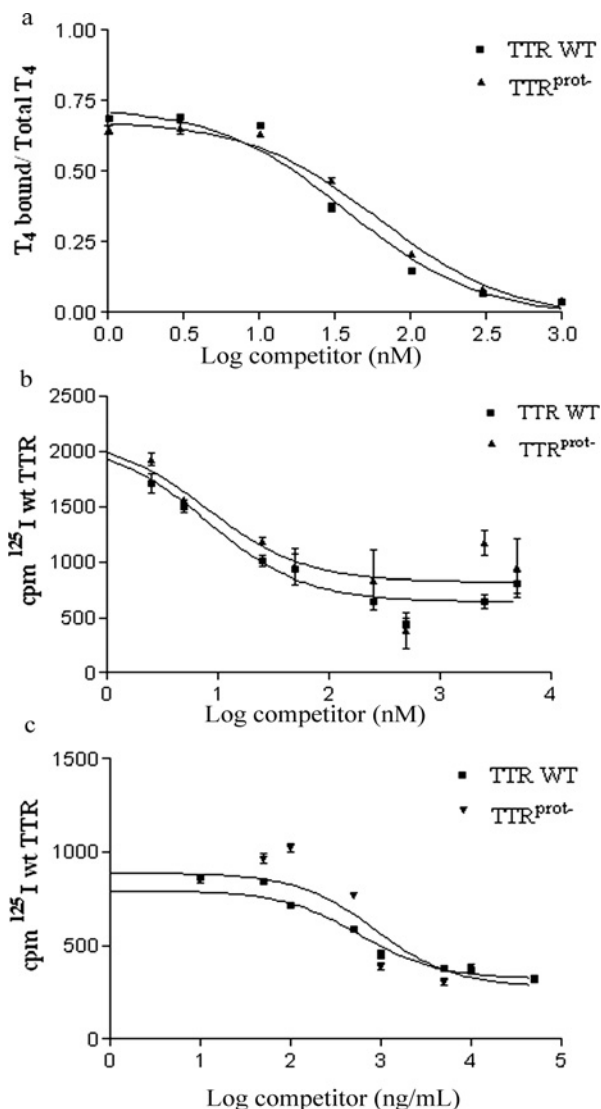 a
T₄ bound/ Total T₄
1.00
0.75
0.50
0.25
0.00
TTR WT
TTRᵖʳᵒᵗ⁻
0.0 0.5 1.0 1.5 2.0 2.5 3.0
Log competitor (nM)
b
cpm ¹²⁵I wt TTR
2500
2000
1500
1000
500
0
TTR WT
TTRᵖʳᵒᵗ⁻
0 1 2 3 4
Log competitor (nM)
c
cpm ¹²⁵I wt TTR
1500
1000
500
0
TTR WT
TTRᵖʳᵒᵗ⁻
0 1 2 3 4 5
Log competitor (ng/mL)